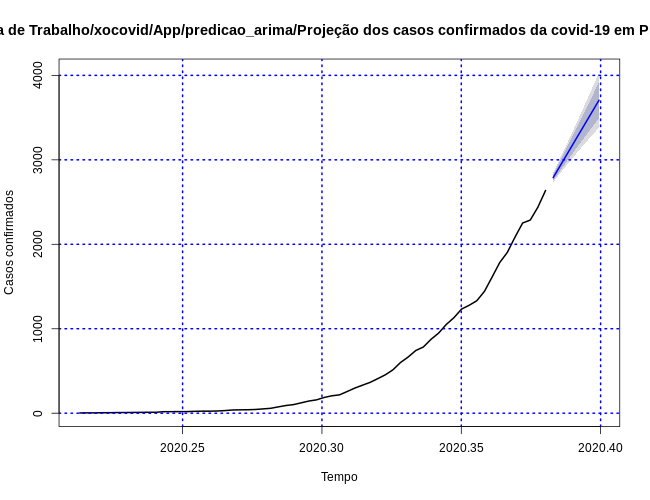 a de Trabalho/xocovid/App/predicao_arima/Projeção dos casos confirmados da covid-19 em P
4000
3000
2000
1000
0
Casos confirmados
2020.25 2020.30 2020.35 2020.40
Tempo